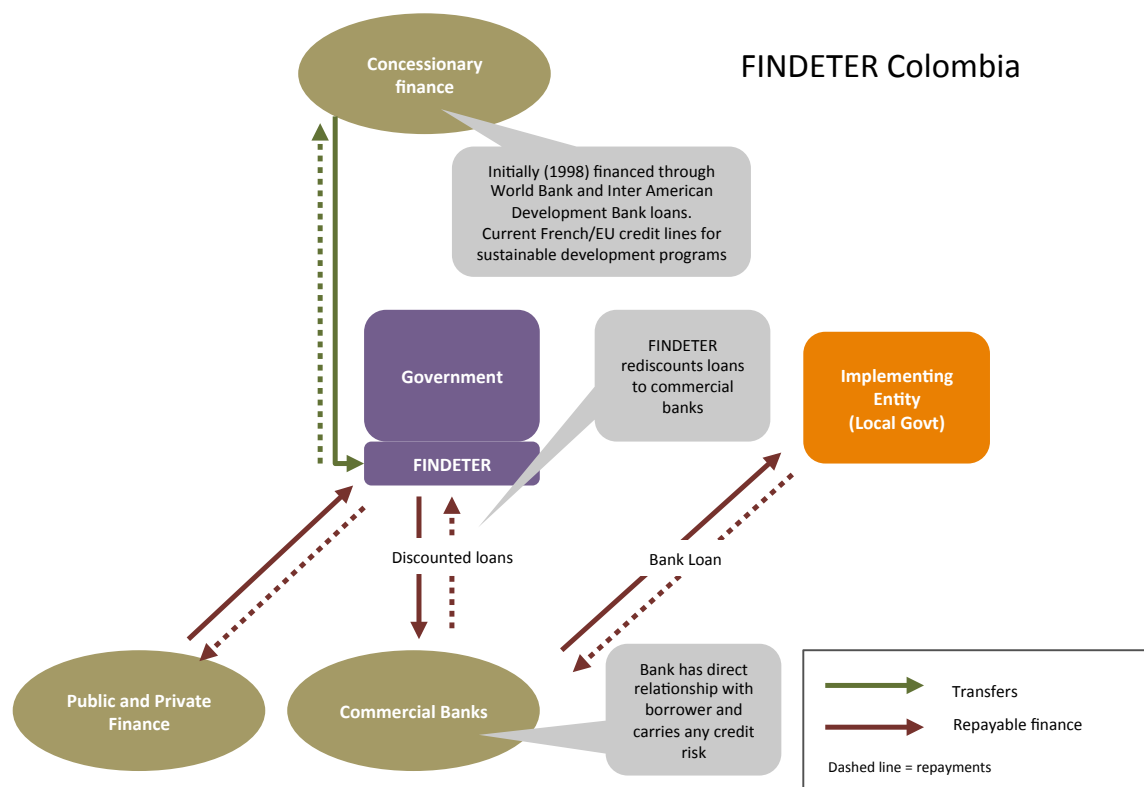 FINDETER Colombia
Concessionary
finance
Initially (1998) financed through
World Bank and Inter American
Development Bank loans.
Current French/EU credit lines for
sustainable development programs
Government
FINDETER
FINDETER
rediscounts loans
to commercial
banks
Implementing
Entity
(Local Govt)
Discounted loans
Bank Loan
Public and Private
Finance
Commercial Banks
Bank has direct
relationship with
borrower and
carries any credit
risk
Transfers
Repayable finance
Dashed line = repayments